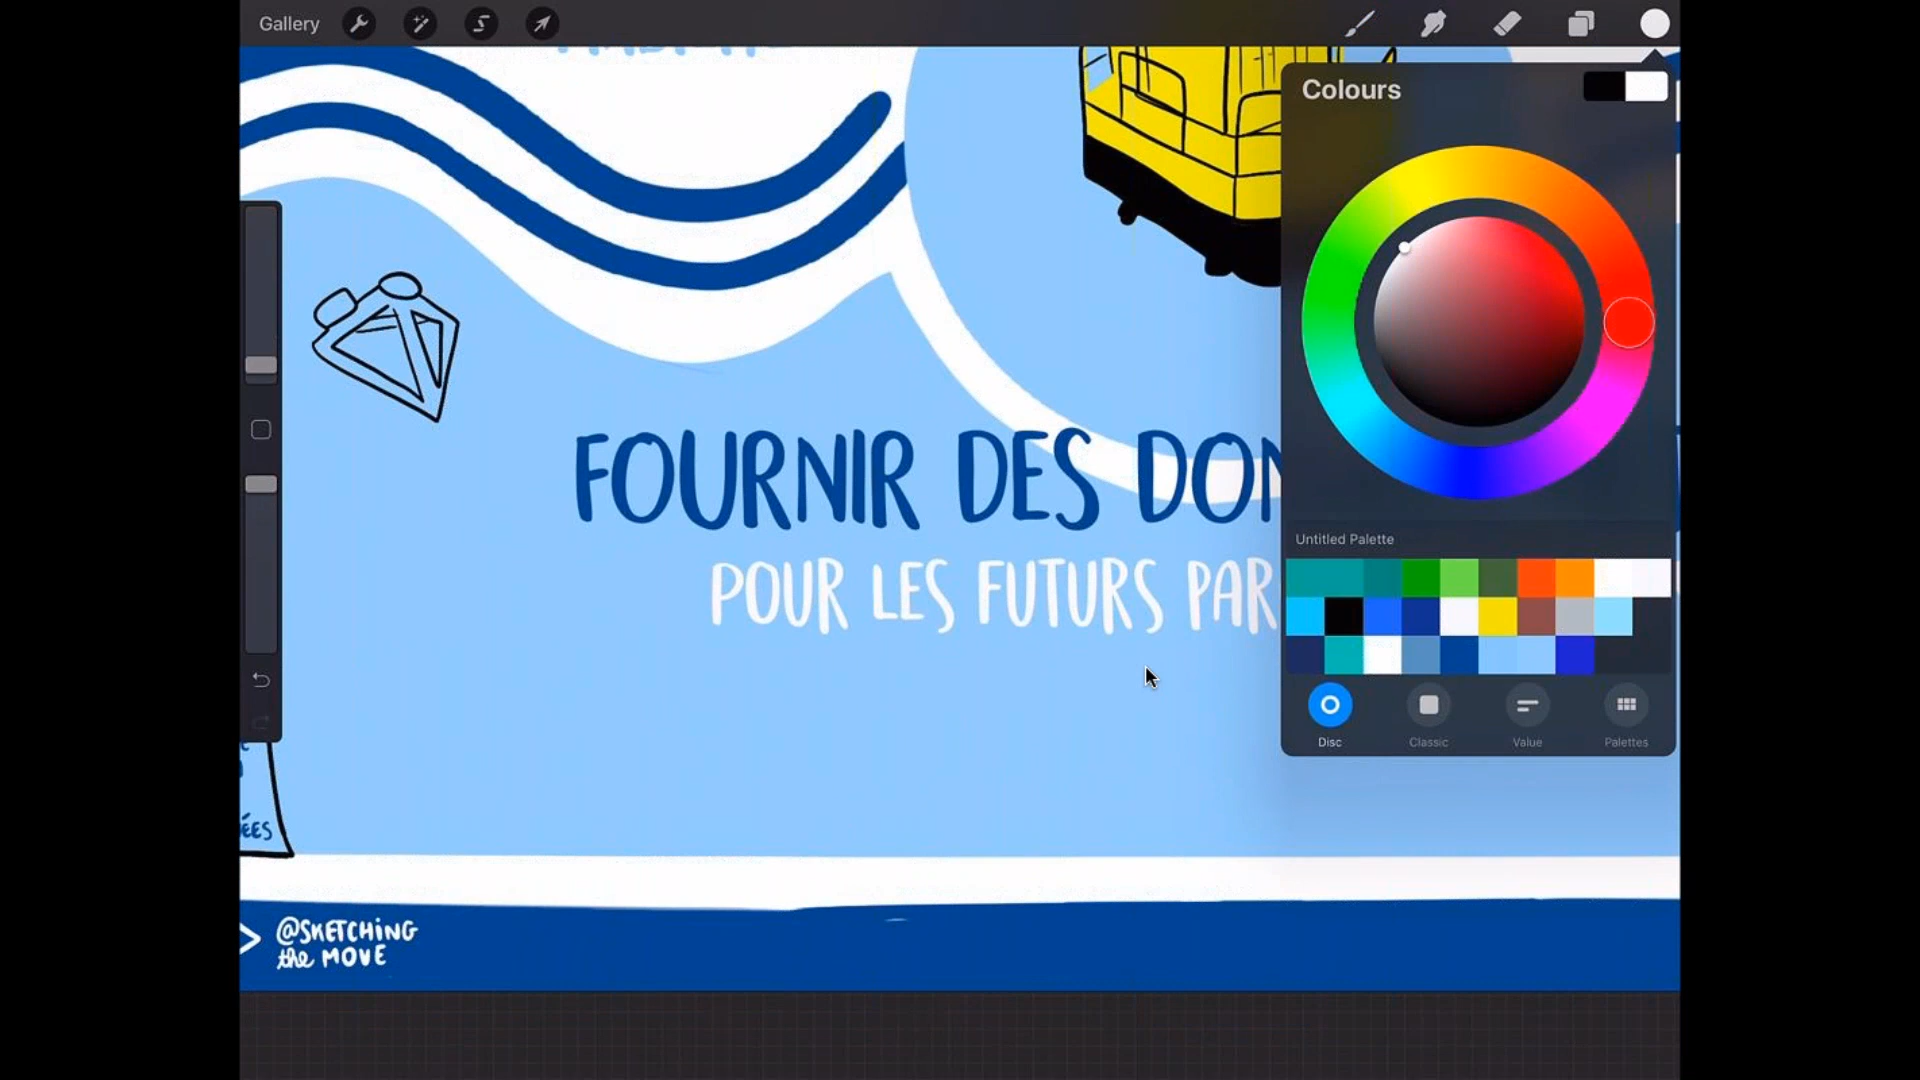 Gallery
Colours
FOURNIR DES DON
POUR LES FUTURS PAR
Untitled Palette
Disc
Classic
Value
Palettes
ÉES
@SKETCHING
the MOVE